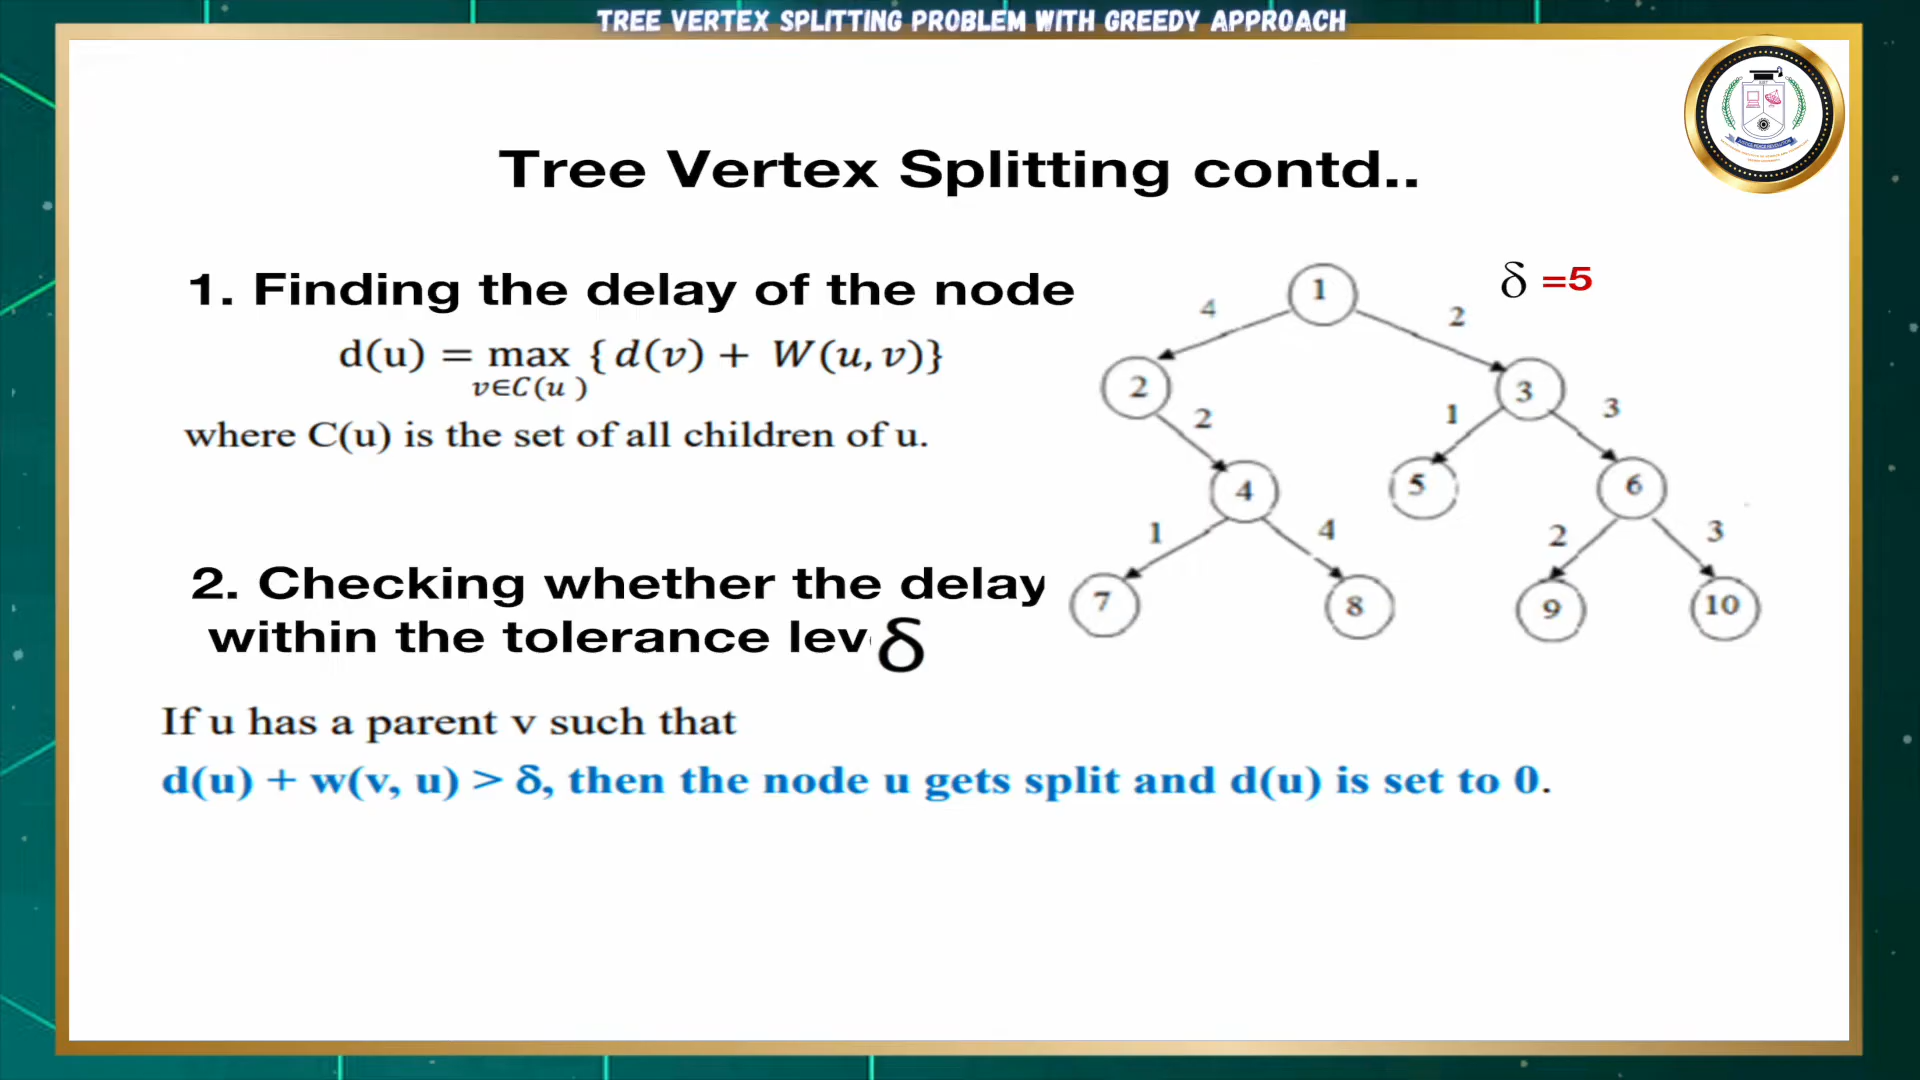 TREE VERTEX SPLITTING PROBLEM WITH GREEDY APPROACH
Tree Vertex Splitting contd..
1. Finding the delay of the node
d(u) = max { d(v) + W(u, v)}
v∈C(u )
where C(u) is the set of all children of u.
2. Checking whether the delay
within the tolerance lev δ
If u has a parent v such that
d(u) + w(v, u) > δ, then the node u gets split and d(u) is set to 0.
δ =5
1
4
2
2
3
2
1
3
4
5
6
1
4
2
3
7
8
9
10